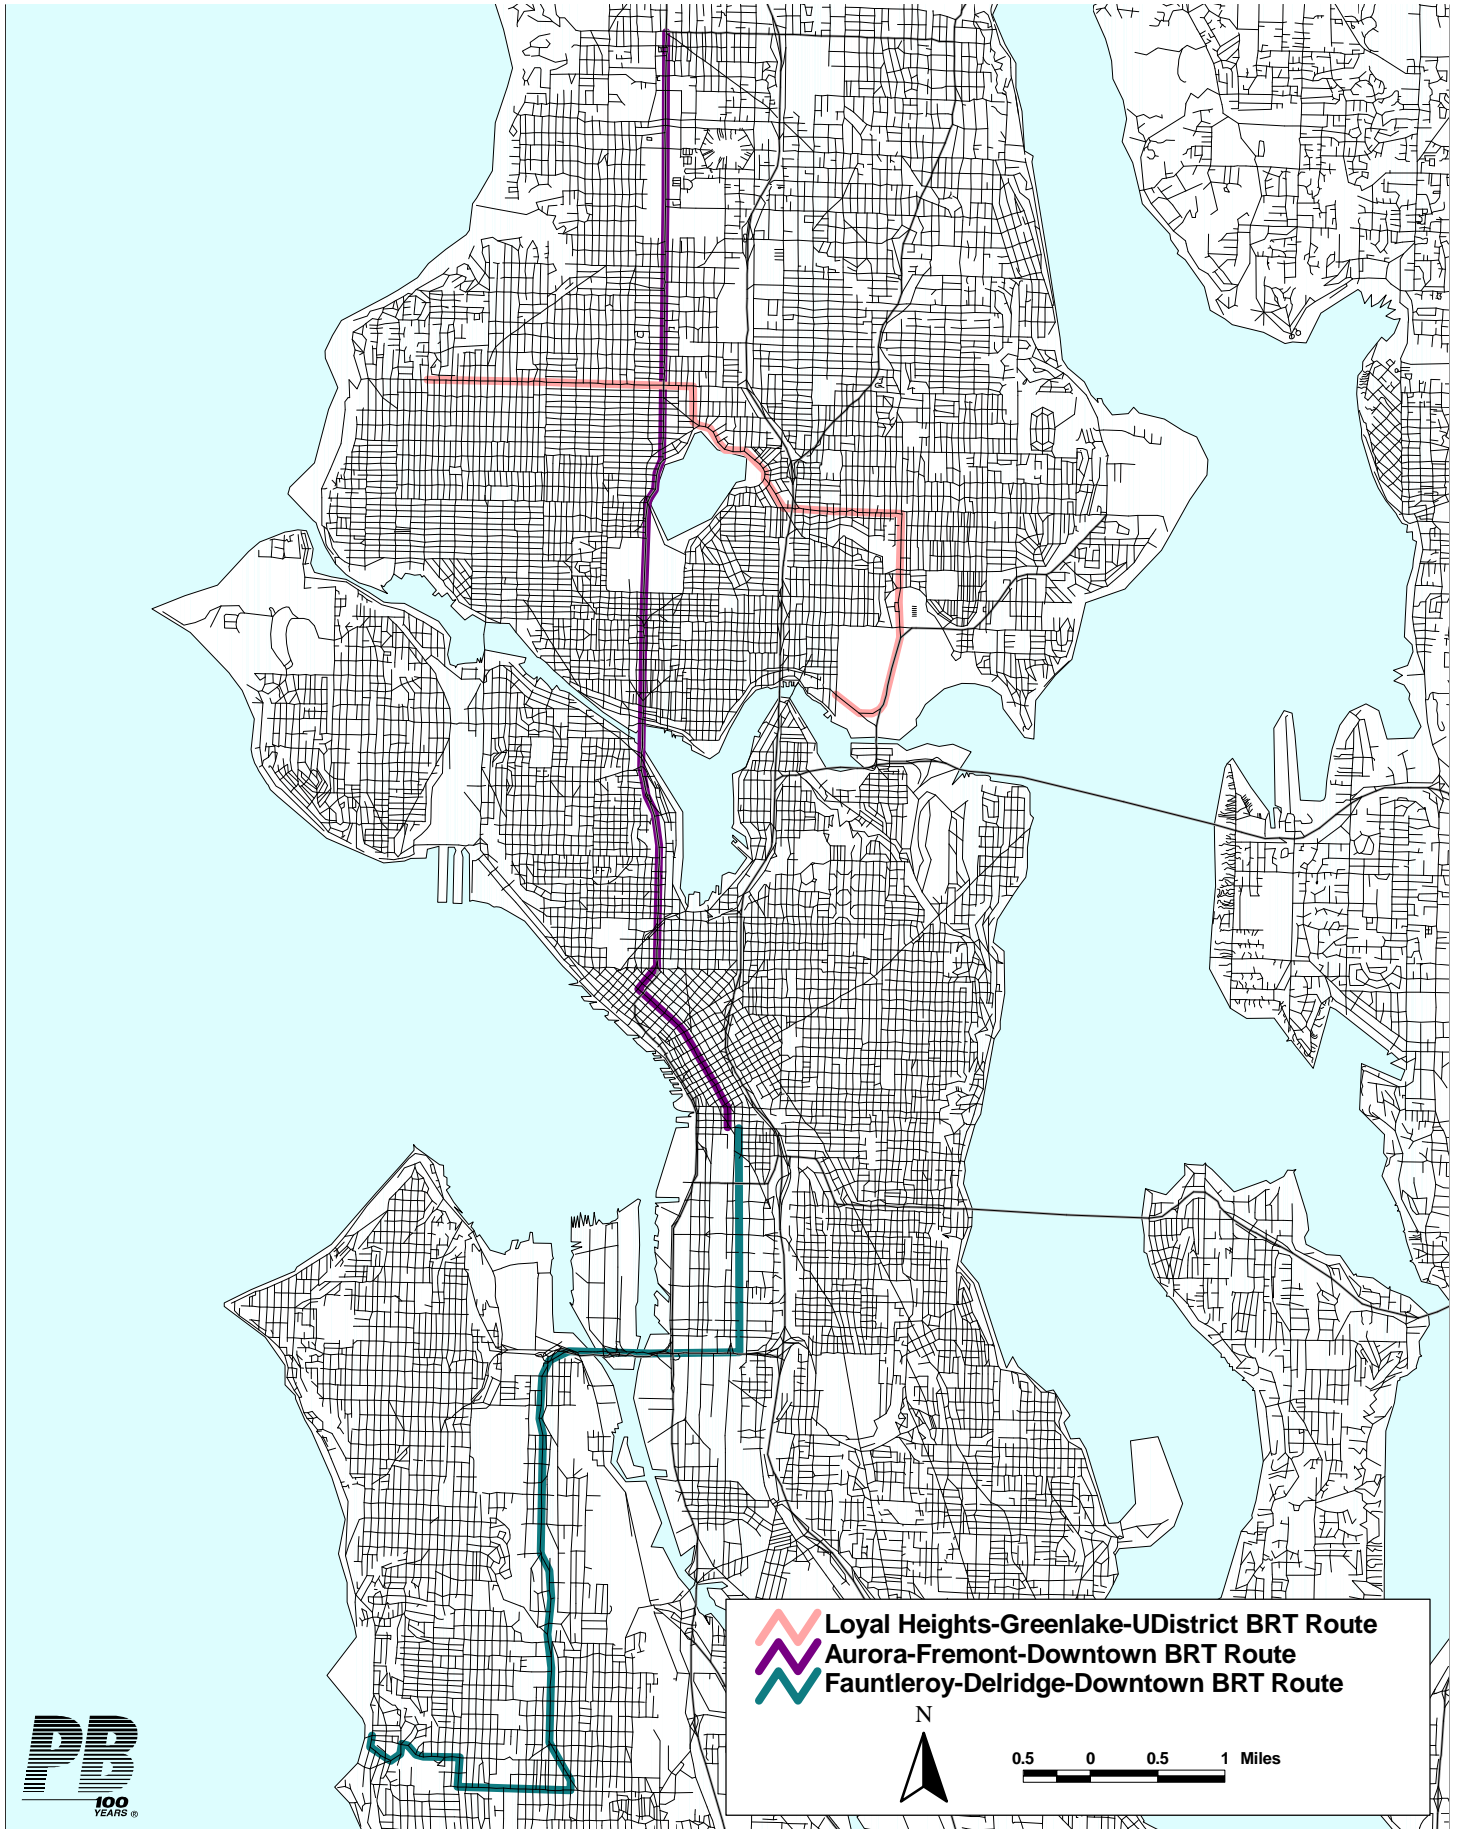 Loyal Heights-Greenlake-UDistrict BRT Route
Aurora-Fremont-Downtown BRT Route
Fauntleroy-Delridge-Downtown BRT Route
N
0.5 0 0.5 1 Miles
PB
100
YEARS ®